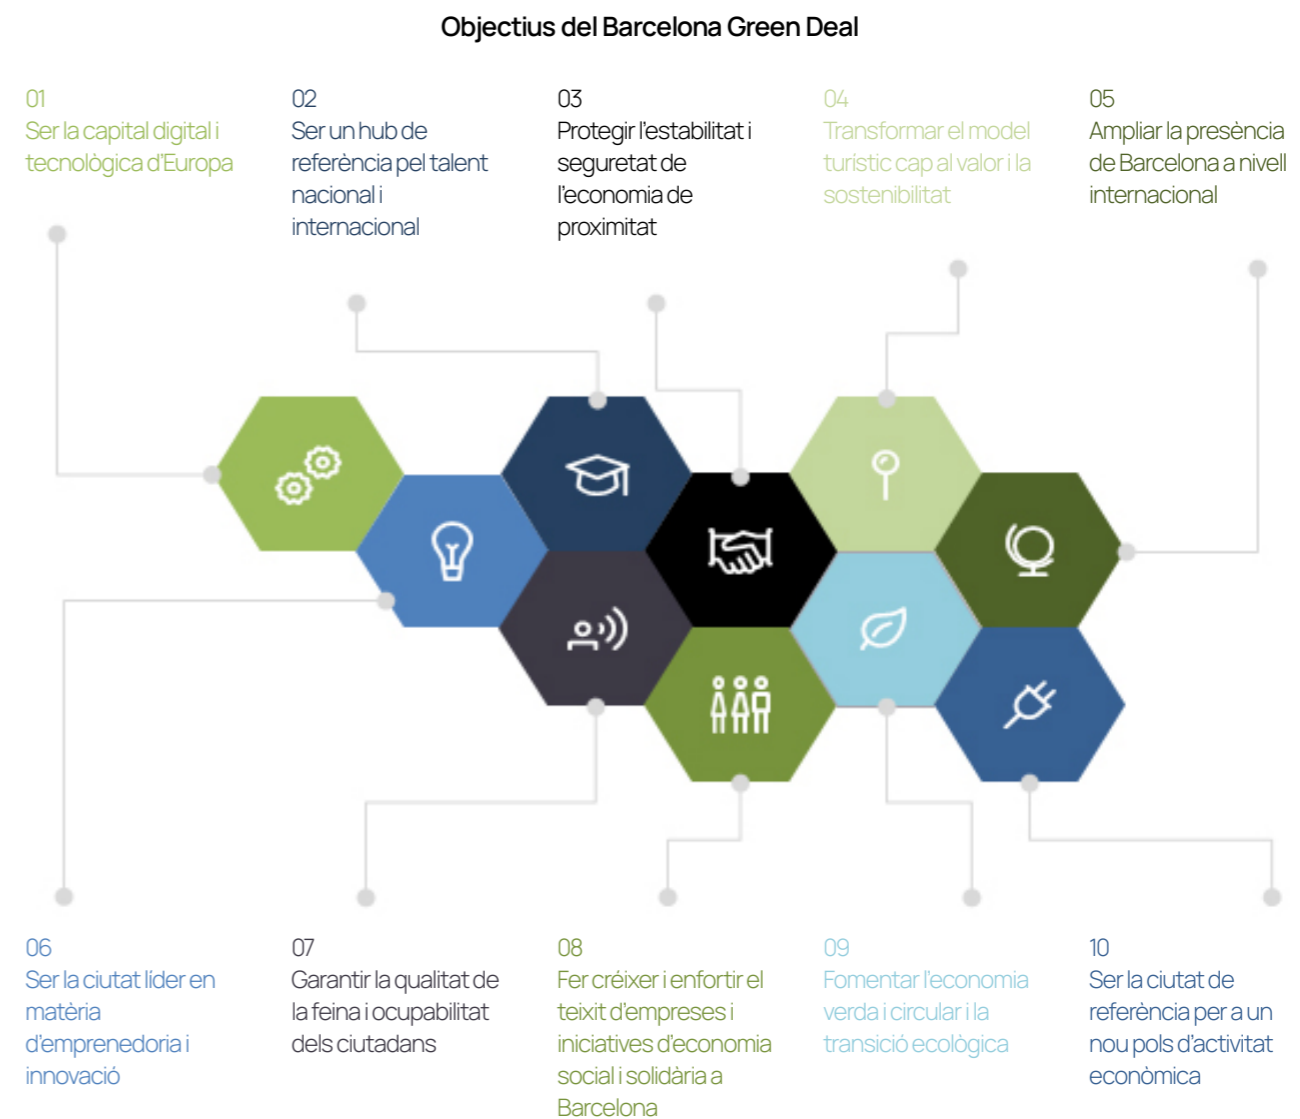 Objectius del Barcelona Green Deal
01
Ser la capital digital i
tecnològica d'Europa
02
Ser un hub de
referència pel talent
nacional i
internacional
03
Protegir l'estabilitat i
seguretat de
l'economia de
proximitat
04
Transformar el model
turístic cap al valor i la
sostenibilitat
05
Ampliar la presència
de Barcelona a nivell
internacional
06
Ser la ciutat líder en
matèria
d'emprenedoria i
innovació
07
Garantir la qualitat de
la feina i ocupabilitat
dels ciutadans
08
Fer créixer i enfortir el
teixit d'empreses i
iniciatives d'economia
social i solidària a
Barcelona
09
Fomentar l'economia
verda i circular i la
transició ecològica
10
Ser la ciutat de
referència per a un
nou pols d'activitat
econòmica